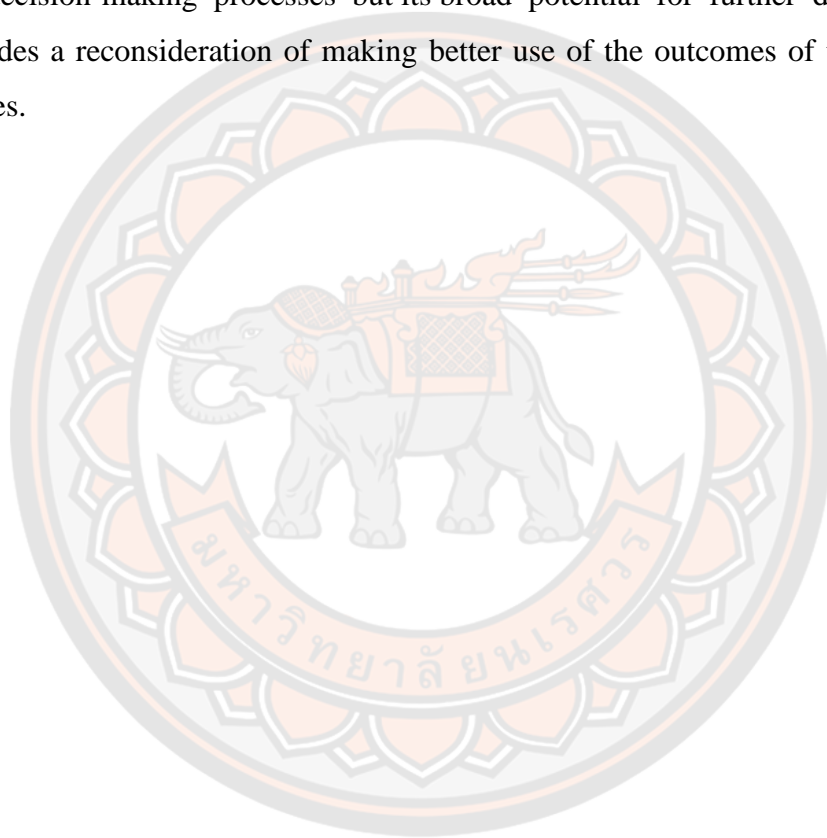 ecision-making processes but its broad potential for further d
des a reconsideration of making better use of the outcomes of t
es.
มหาวิทยาลัยนเรศวร